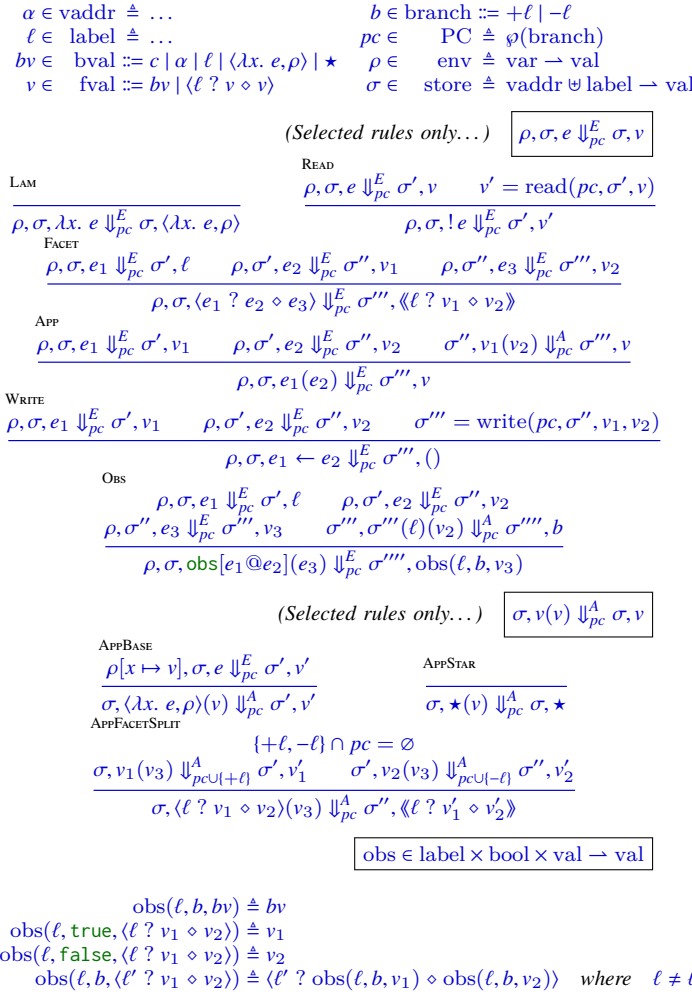 α ∈ vaddr ≜ … b ∈ branch ::= +ℓ | −ℓ
ℓ ∈ label ≜ … pc ∈ PC ≜ ℘(branch)
bv ∈ bval ::= c | α | ℓ | ⟨λx. e, ρ⟩ | ★ ρ ∈ env ≜ var ⇀ val
v ∈ fval ::= bv | ⟨ℓ ? v ⋄ v⟩ σ ∈ store ≜ vaddr ⊎ label ⇀ val
(Selected rules only…) ρ, σ, e ⇓ᴱ_pc σ, v
Lam
ρ, σ, λx. e ⇓ᴱ_pc σ, ⟨λx. e, ρ⟩
Read
ρ, σ, e ⇓ᴱ_pc σ′, v v′ = read(pc, σ′, v)
ρ, σ, ! e ⇓ᴱ_pc σ′, v′
Facet
ρ, σ, e₁ ⇓ᴱ_pc σ′, ℓ ρ, σ′, e₂ ⇓ᴱ_pc σ′′, v₁ ρ, σ′′, e₃ ⇓ᴱ_pc σ′′′, v₂
ρ, σ, ⟨e₁ ? e₂ ⋄ e₃⟩ ⇓ᴱ_pc σ′′′, ⟪ℓ ? v₁ ⋄ v₂⟫
App
ρ, σ, e₁ ⇓ᴱ_pc σ′, v₁ ρ, σ′, e₂ ⇓ᴱ_pc σ′′, v₂ σ′′, v₁(v₂) ⇓ᴬ_pc σ′′′, v
ρ, σ, e₁(e₂) ⇓ᴱ_pc σ′′′, v
Write
ρ, σ, e₁ ⇓ᴱ_pc σ′, v₁ ρ, σ′, e₂ ⇓ᴱ_pc σ′′, v₂ σ′′′ = write(pc, σ′′, v₁, v₂)
ρ, σ, e₁ ← e₂ ⇓ᴱ_pc σ′′′, ()
Obs
ρ, σ, e₁ ⇓ᴱ_pc σ′, ℓ ρ, σ′, e₂ ⇓ᴱ_pc σ′′, v₂
ρ, σ′′, e₃ ⇓ᴱ_pc σ′′′, v₃ σ′′′, σ′′′(ℓ)(v₂) ⇓ᴬ_pc σ′′′′, b
ρ, σ, obs[e₁@e₂](e₃) ⇓ᴱ_pc σ′′′′, obs(ℓ, b, v₃)
(Selected rules only…) σ, v(v) ⇓ᴬ_pc σ, v
AppBase
ρ[x ↦ v], σ, e ⇓ᴱ_pc σ′, v′
σ, ⟨λx. e, ρ⟩(v) ⇓ᴬ_pc σ′, v′
AppStar
σ, ★(v) ⇓ᴬ_pc σ, ★
AppFacetSplit
{+ℓ, −ℓ} ∩ pc = ∅
σ, v₁(v₃) ⇓ᴬ_pc∪{+ℓ} σ′, v′₁ σ′, v₂(v₃) ⇓ᴬ_pc∪{−ℓ} σ′′, v′₂
σ, ⟨ℓ ? v₁ ⋄ v₂⟩(v₃) ⇓ᴬ_pc σ′′, ⟪ℓ ? v′₁ ⋄ v′₂⟫
obs ∈ label × bool × val ⇀ val
obs(ℓ, b, bv) ≜ bv
obs(ℓ, true, ⟨ℓ ? v₁ ⋄ v₂⟩) ≜ v₁
obs(ℓ, false, ⟨ℓ ? v₁ ⋄ v₂⟩) ≜ v₂
obs(ℓ, b, ⟨ℓ′ ? v₁ ⋄ v₂⟩) ≜ ⟨ℓ′ ? obs(ℓ, b, v₁) ⋄ obs(ℓ, b, v₂)⟩ where ℓ ≠ ℓ